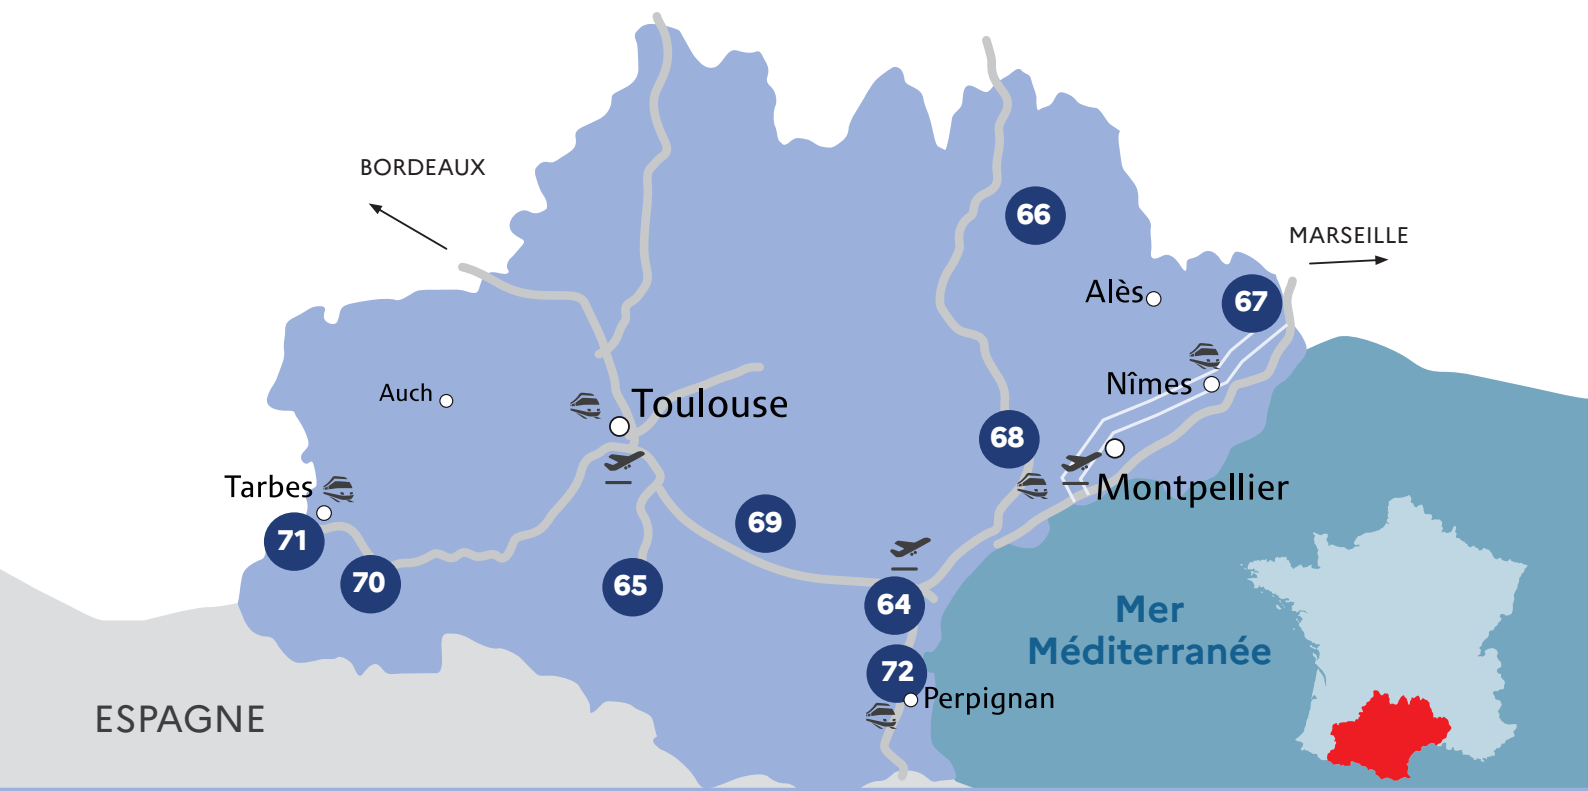 BORDEAUX
66
MARSEILLE
Alès
67
Auch
Toulouse
Nîmes
68
Tarbes
Montpellier
71
69
70
65
64
Mer
Méditerranée
72
Perpignan
ESPAGNE